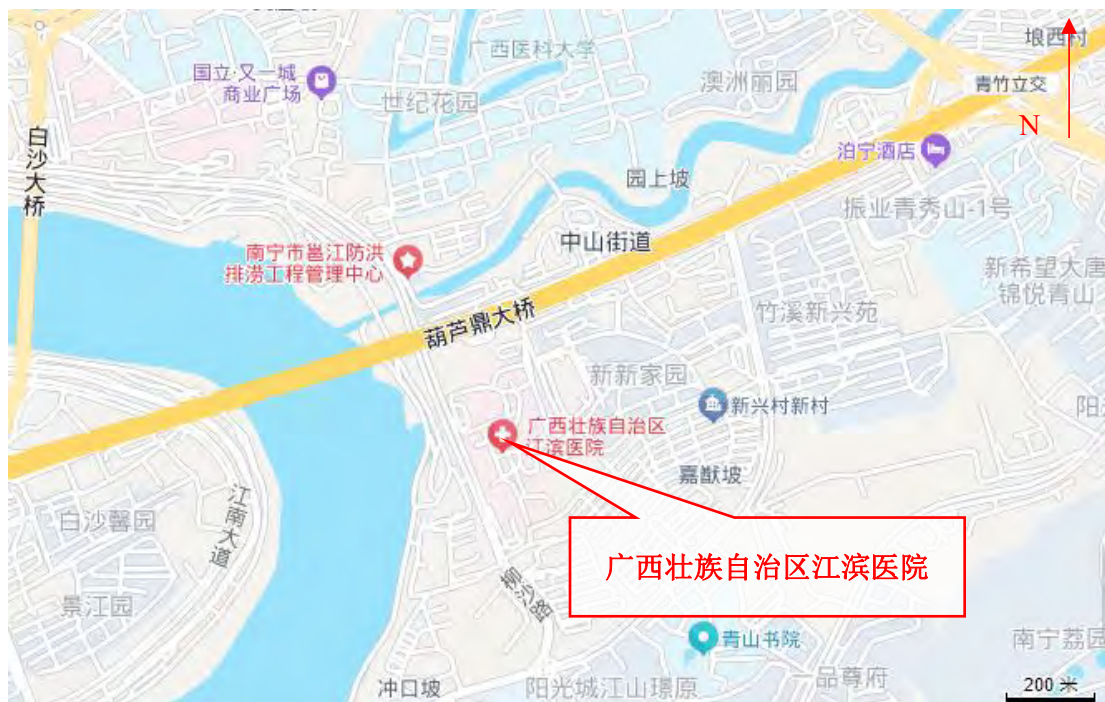 广西医科大学
埌西村
国立·又一城
商业广场
世纪花园
澳洲丽园
青竹立交
N
白沙大桥
泊宁酒店
园上坡
振业青秀山-1号
中山街道
南宁市邕江防洪
排涝工程管理中心
新希望大唐
锦悦青山
葫芦鼎大桥
竹溪新兴苑
新新家园
新兴村新村
阳
广西壮族自治区
江滨医院
嘉猷坡
江南大道
白沙馨园
广西壮族自治区江滨医院
柳沙路
景江园
青山书院
南宁荔园
冲口坡
阳光城江山璟原
品尊府
200 米